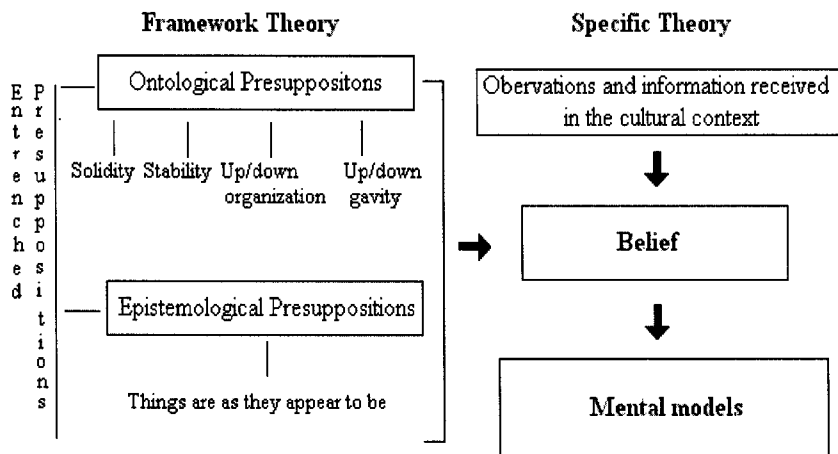 Framework Theory
Specific Theory
Entrenched
Presuppositions
Ontological Presuppositons
Solidity
Stability
Up/down
organization
Up/down
gavity
Epistemological Presuppositions
Things are as they appear to be
Obervations and information received
in the cultural context
Belief
Mental models